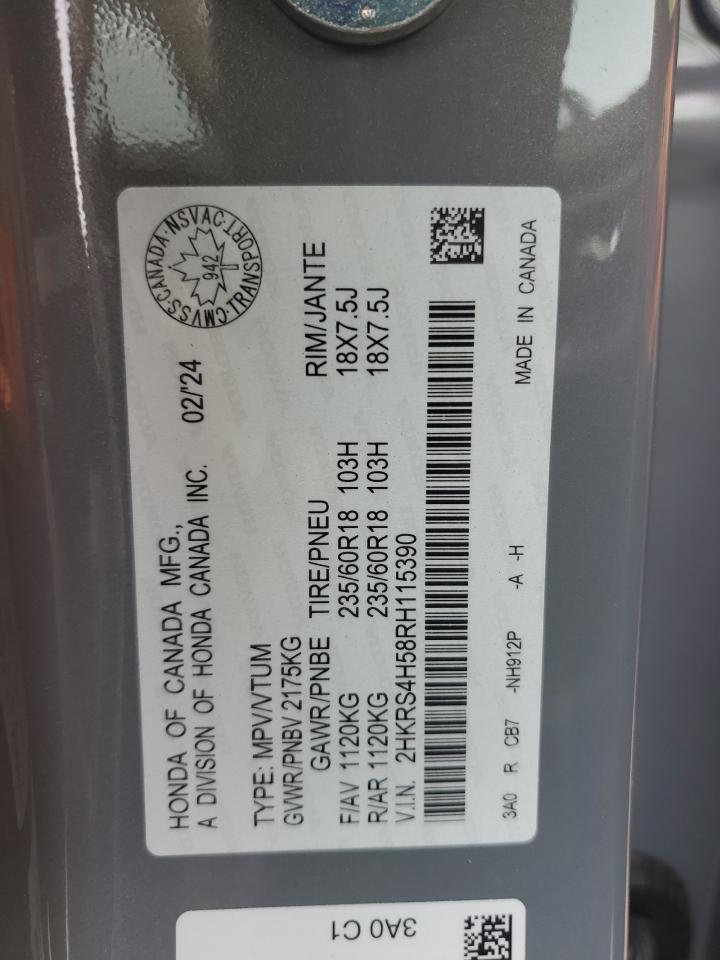 HONDA OF CANADA MFG.,
A DIVISION OF HONDA CANADA INC. 02/'24
CMVSS CANADA · NSVAC · TRANSPORT
942
TYPE: MPV/VTUM
GVWR/PNBV 2175KG
GAWR/PNBE TIRE/PNEU RIM/JANTE
F/AV 1120KG 235/60R18 103H 18X7.5J
R/AR 1120KG 235/60R18 103H 18X7.5J
V.I.N. 2HKRS4H58RH115390
3A0 R CB7 -NH912P -A -H MADE IN CANADA
3A0 C1